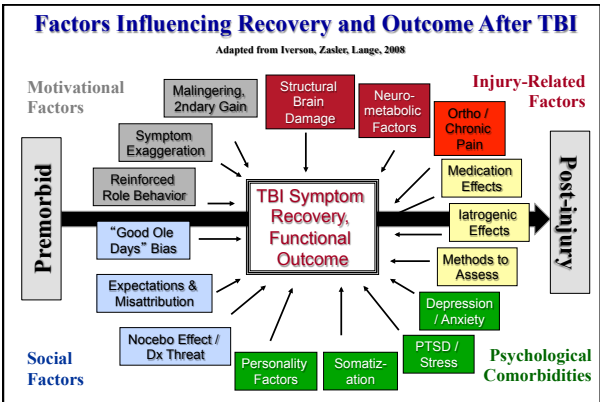 Factors Influencing Recovery and Outcome After TBI
Adapted from Iverson, Zasler, Lange, 2008
Motivational
Factors
Malingering,
2ndary Gain
Structural
Brain
Damage
Neuro-
metabolic
Factors
Injury-Related
Factors
Ortho /
Chronic
Pain
Symptom
Exaggeration
Reinforced
Role Behavior
Medication
Effects
Premorbid
TBI Symptom
Recovery,
Functional
Outcome
Post-injury
“Good Ole
Days” Bias
Iatrogenic
Effects
Methods to
Assess
Expectations &
Misattribution
Depression
/ Anxiety
Nocebo Effect /
Dx Threat
Personality
Factors
Somatiz-
ation
PTSD /
Stress
Social
Factors
Psychological
Comorbidities